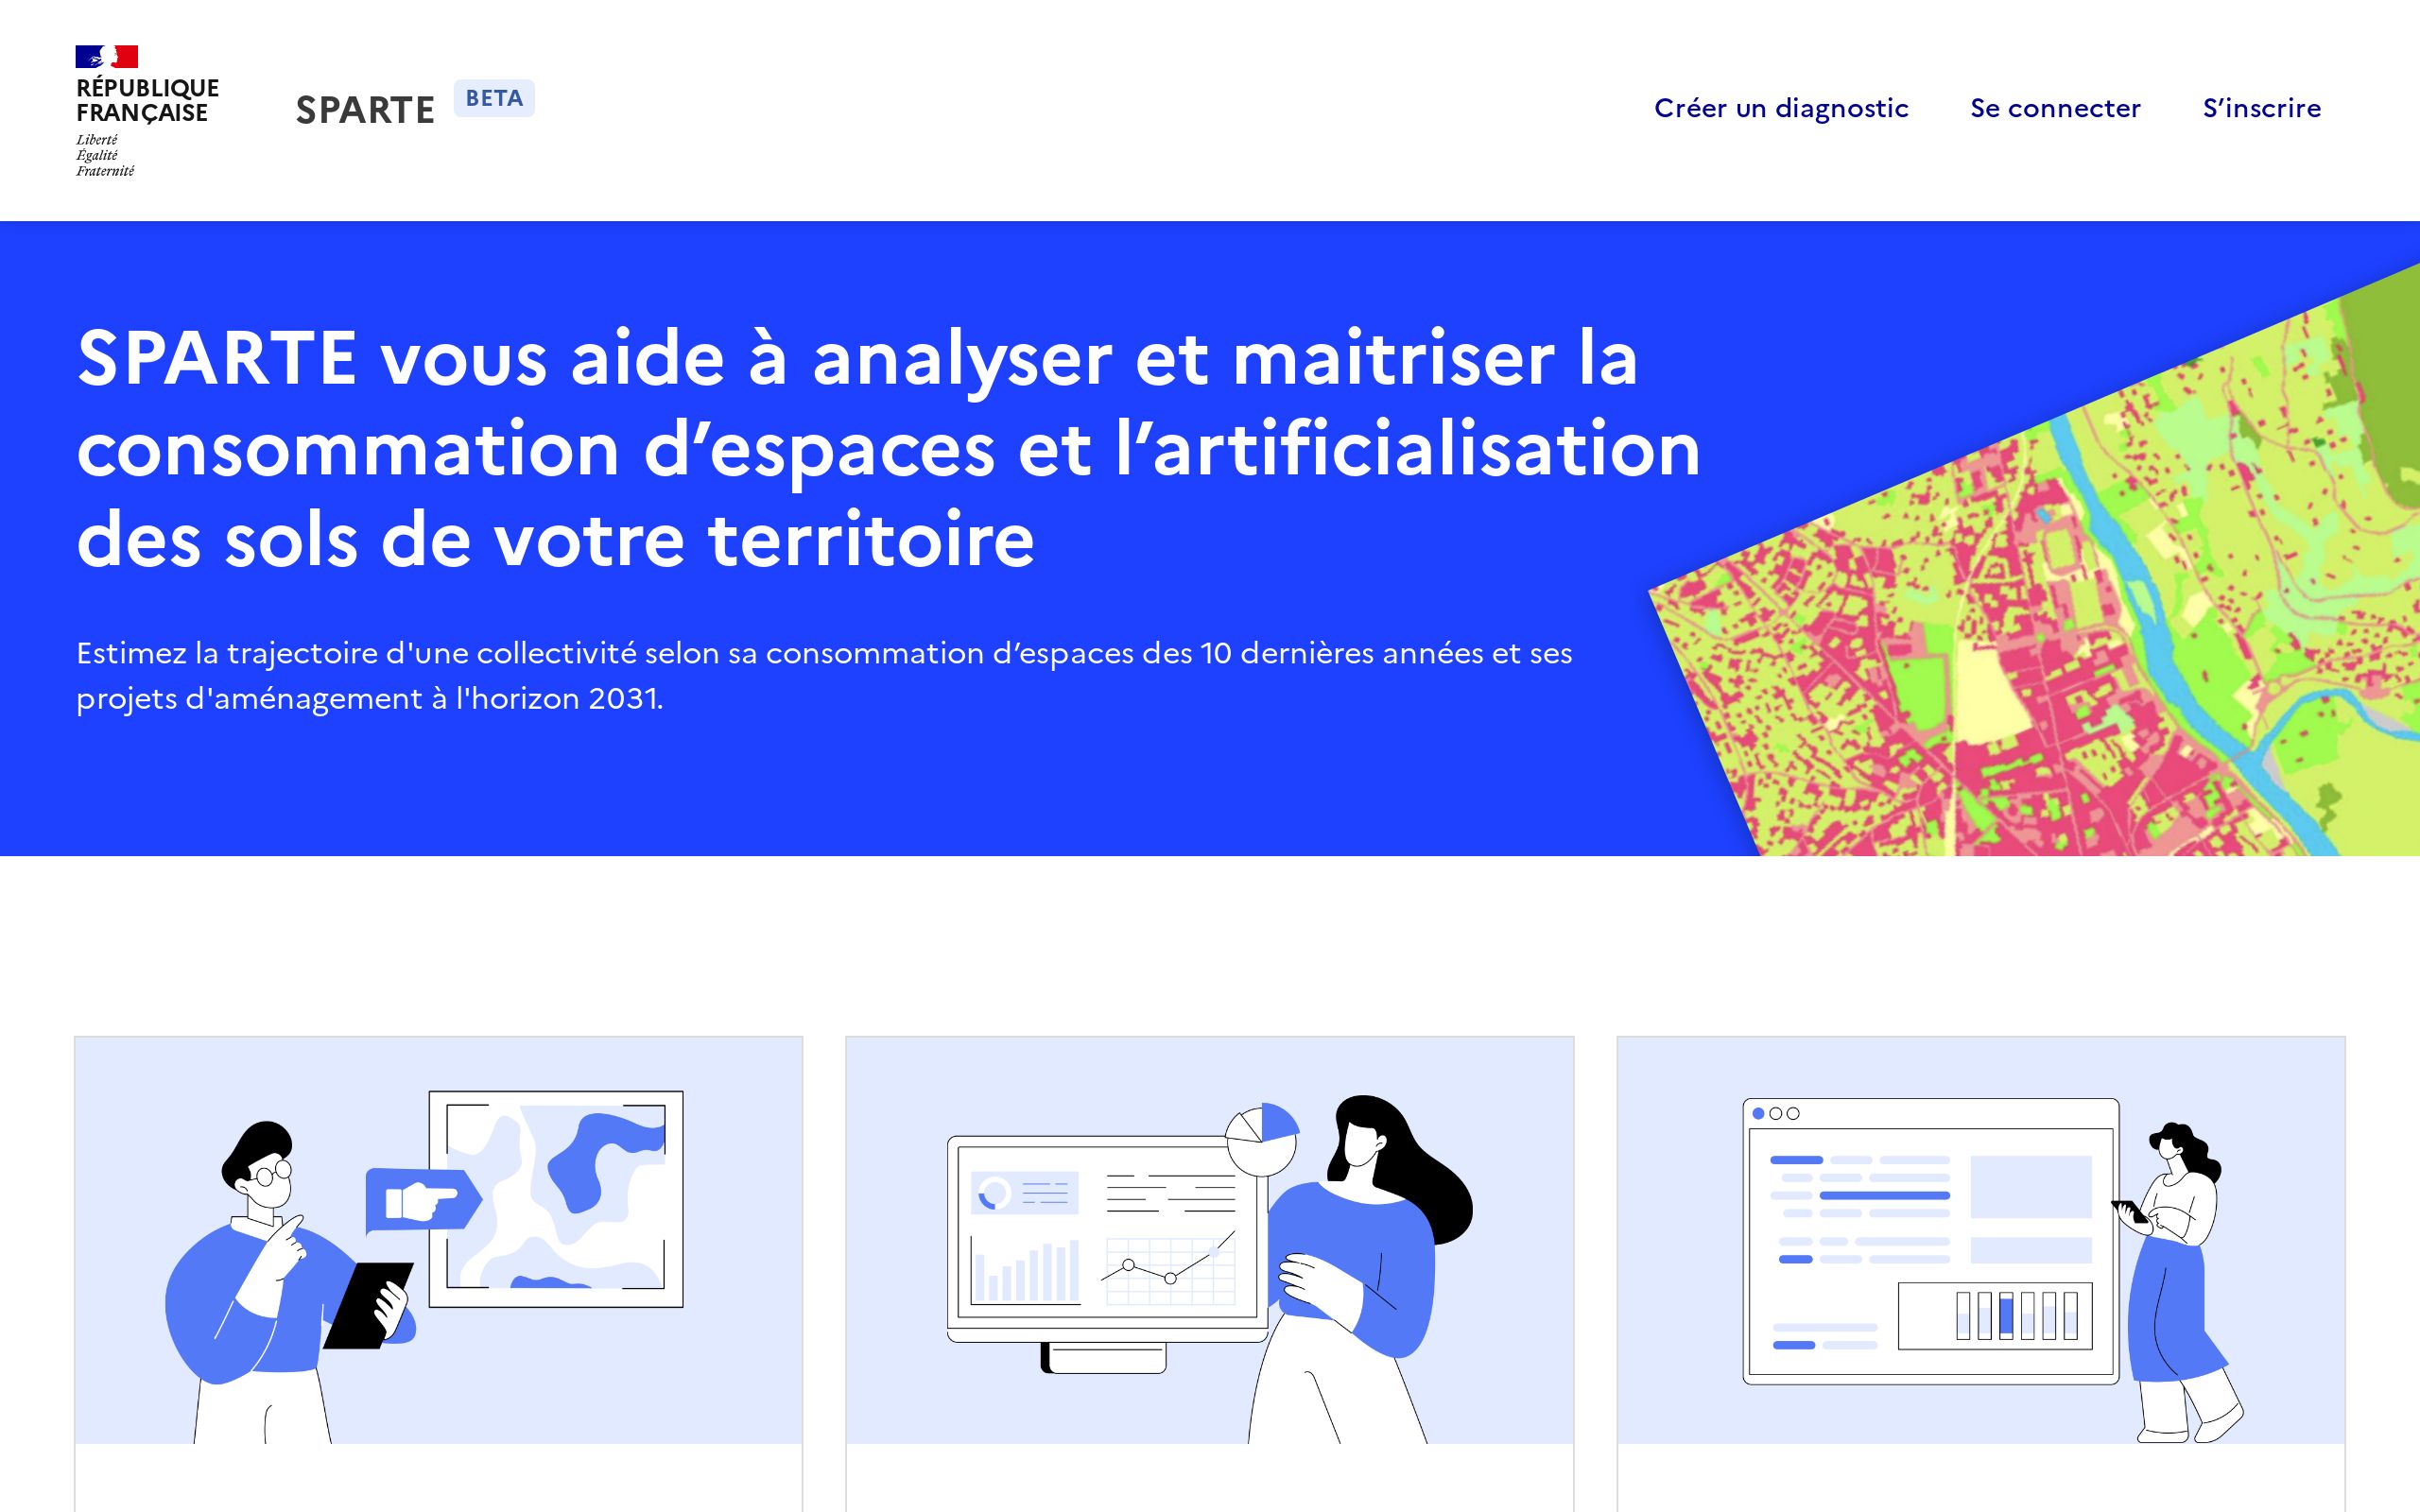 RÉPUBLIQUE
FRANÇAISE
Liberté
Égalité
Fraternité
SPARTE
BETA
Créer un diagnostic
Se connecter
S’inscrire
SPARTE vous aide à analyser et maitriser la
consommation d’espaces et l’artificialisation
des sols de votre territoire
Estimez la trajectoire d'une collectivité selon sa consommation d’espaces des 10 dernières années et ses
projets d'aménagement à l'horizon 2031.